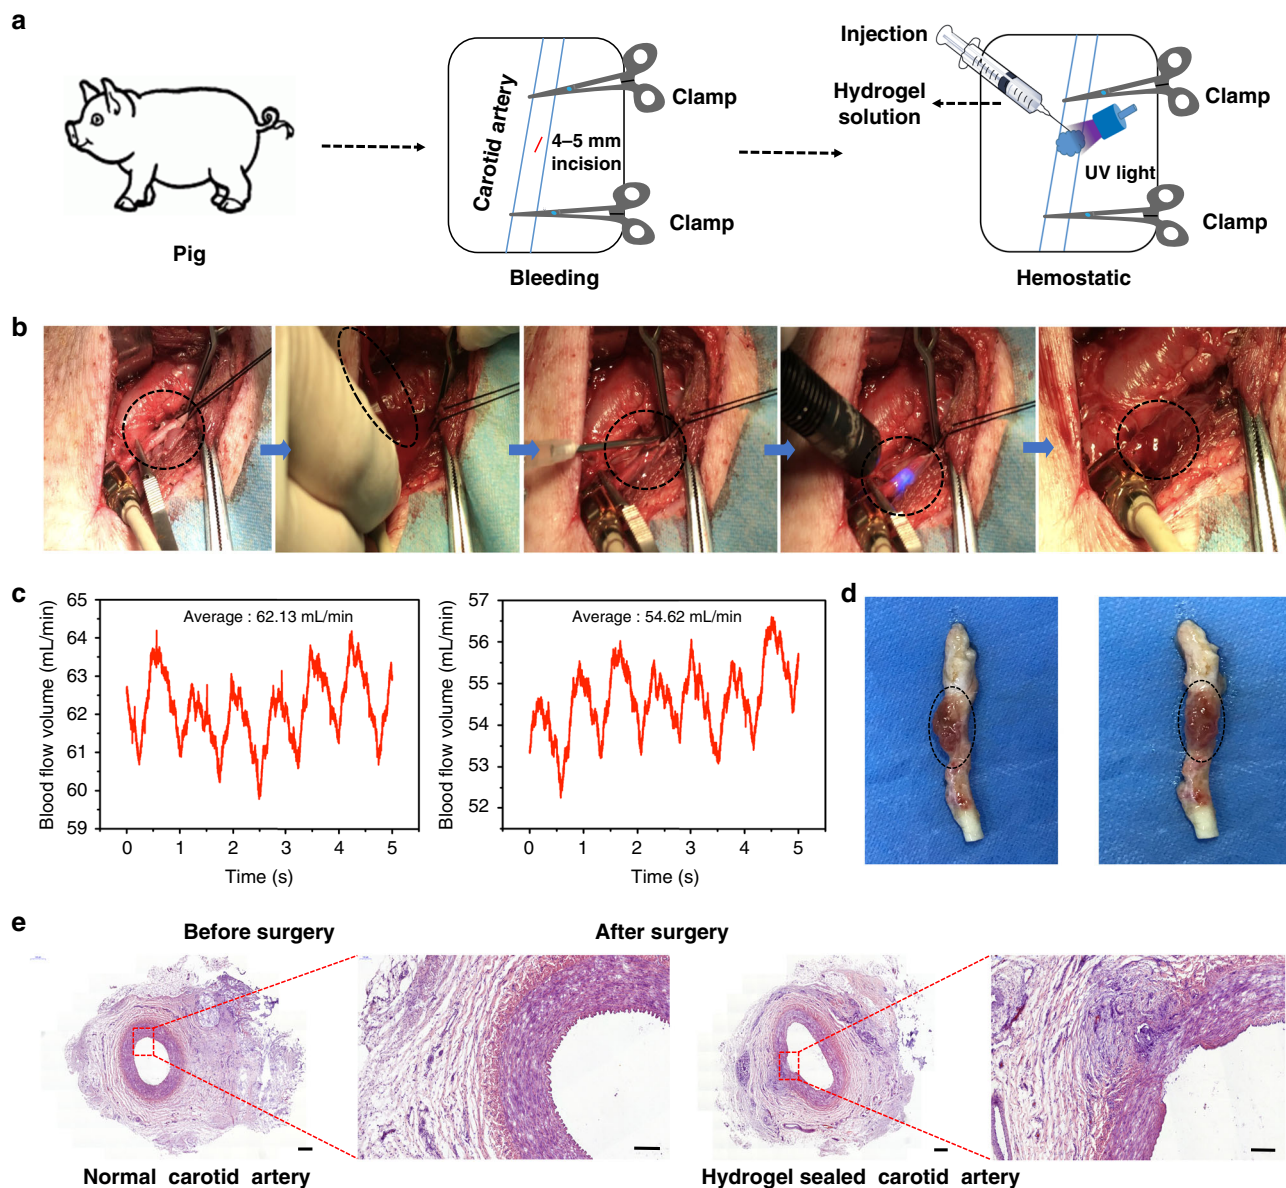 a
Pig
Carotid artery
4–5 mm
incision
Clamp
Clamp
Bleeding
Injection
Hydrogel
solution
UV light
Clamp
Clamp
Hemostatic
b
c
Blood flow volume (mL/min)
65
64
63
62
61
60
59
Average : 62.13 mL/min
0 1 2 3 4 5
Time (s)
Blood flow volume (mL/min)
57
56
55
54
53
52
Average : 54.62 mL/min
0 1 2 3 4 5
Time (s)
d
Before surgery
After surgery
e
Normal carotid artery
Hydrogel sealed carotid artery